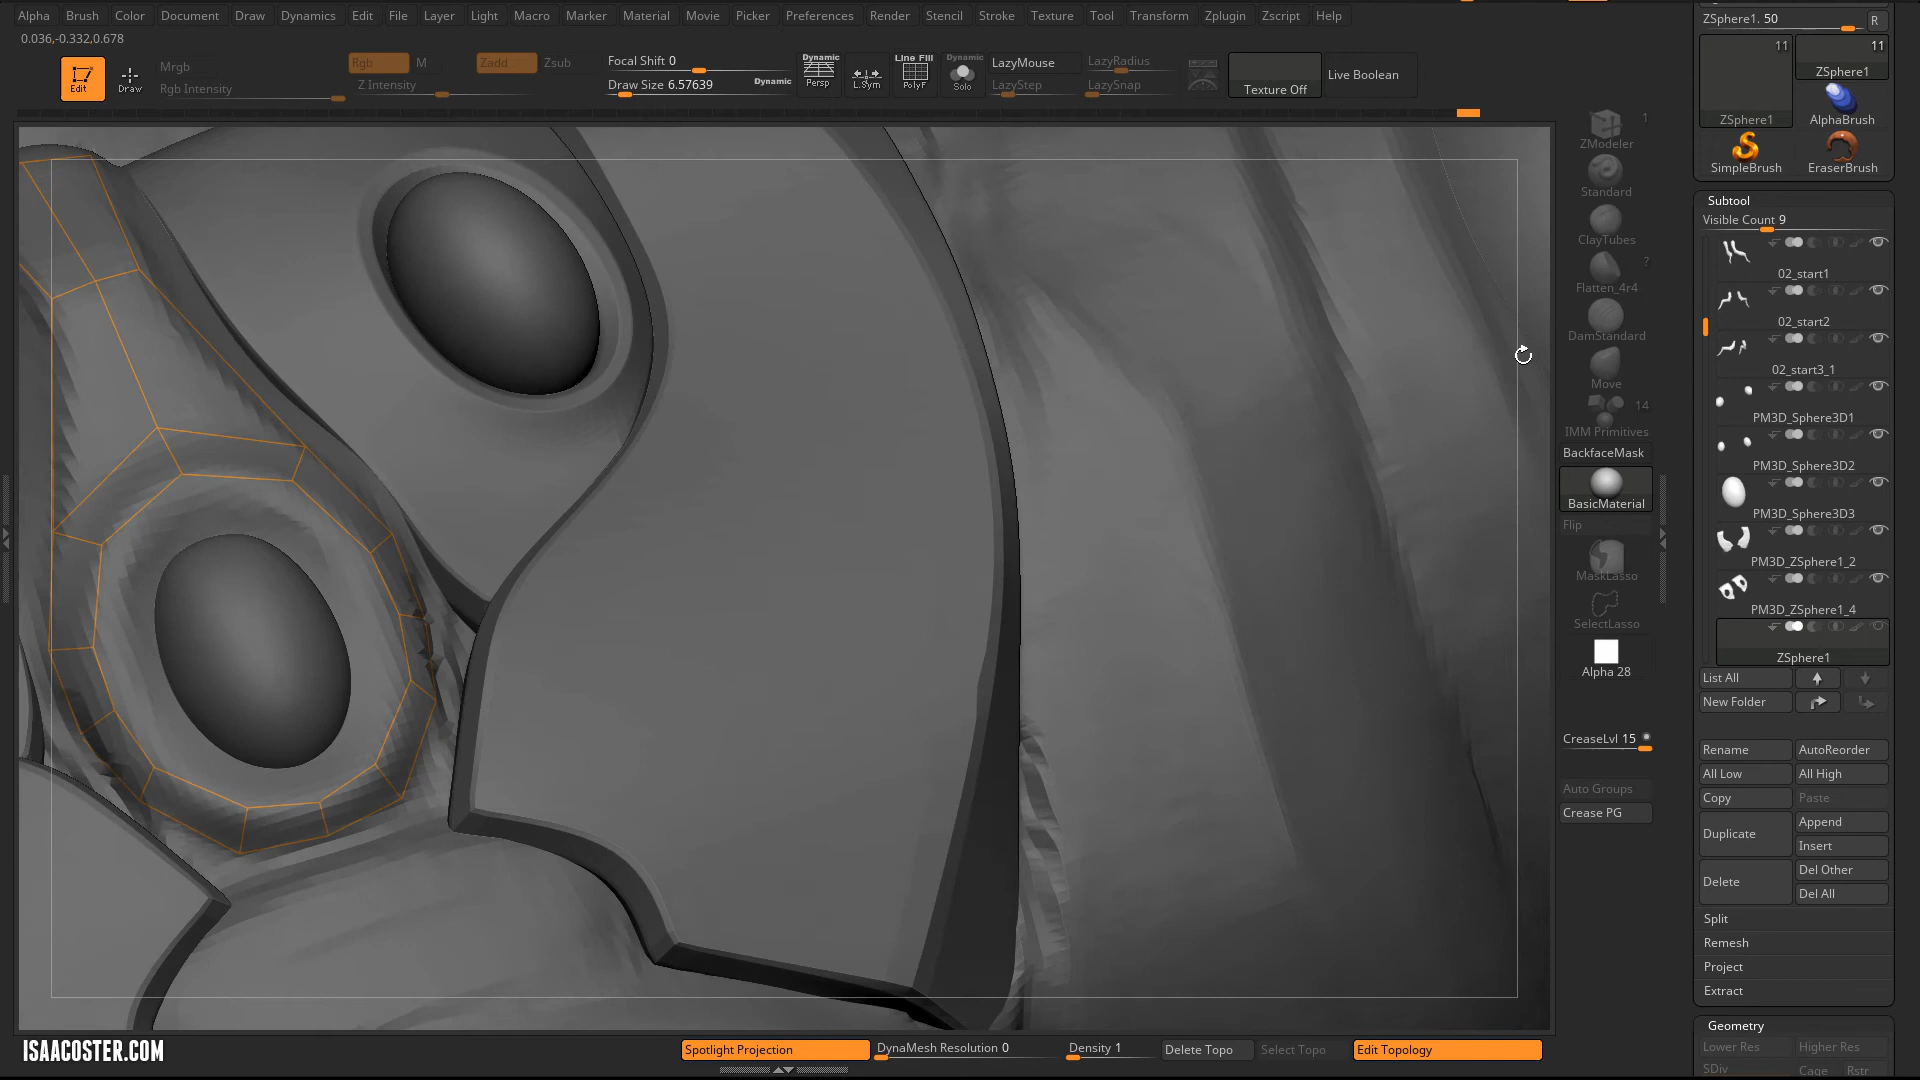 Alpha Brush Color Document Draw Dynamics Edit File Layer Light Macro Marker Material Movie Picker Preferences Render Stencil Stroke Texture Tool Transform Zplugin Zscript Help
0.036,-0.332,0.678
Edit
Draw
Mrgb
Rgb Intensity
Rgb
M
Z Intensity
Zadd
Zsub
Focal Shift 0
Draw Size 6.57639
Dynamic
Dynamic
Persp
L.Sym
Line Fill
PolyF
Dynamic
Solo
LazyMouse
LazyStep
LazyRadius
LazySnap
Texture Off
Live Boolean
1
ZModeler
Standard
ClayTubes
?
Flatten_4r4
DamStandard
Move
14
IMM Primitives
BackfaceMask
BasicMaterial
Flip
MaskLasso
SelectLasso
Alpha 28
CreaseLvl 15
Auto Groups
Crease PG
ZSphere1. 50
R
11
ZSphere1
11
ZSphere1
AlphaBrush
SimpleBrush
EraserBrush
Subtool
Visible Count 9
02_start1
02_start2
02_start3_1
PM3D_Sphere3D1
PM3D_Sphere3D2
PM3D_Sphere3D3
PM3D_ZSphere1_2
PM3D_ZSphere1_4
ZSphere1
List All
New Folder
Rename
AutoReorder
All Low
All High
Copy
Paste
Duplicate
Append
Insert
Delete
Del Other
Del All
Split
Remesh
Project
Extract
Geometry
Lower Res
Higher Res
SDiv
Cage
Rstr
ISAACOSTER.COM
Spotlight Projection
DynaMesh Resolution 0
Density 1
Delete Topo
Select Topo
Edit Topology